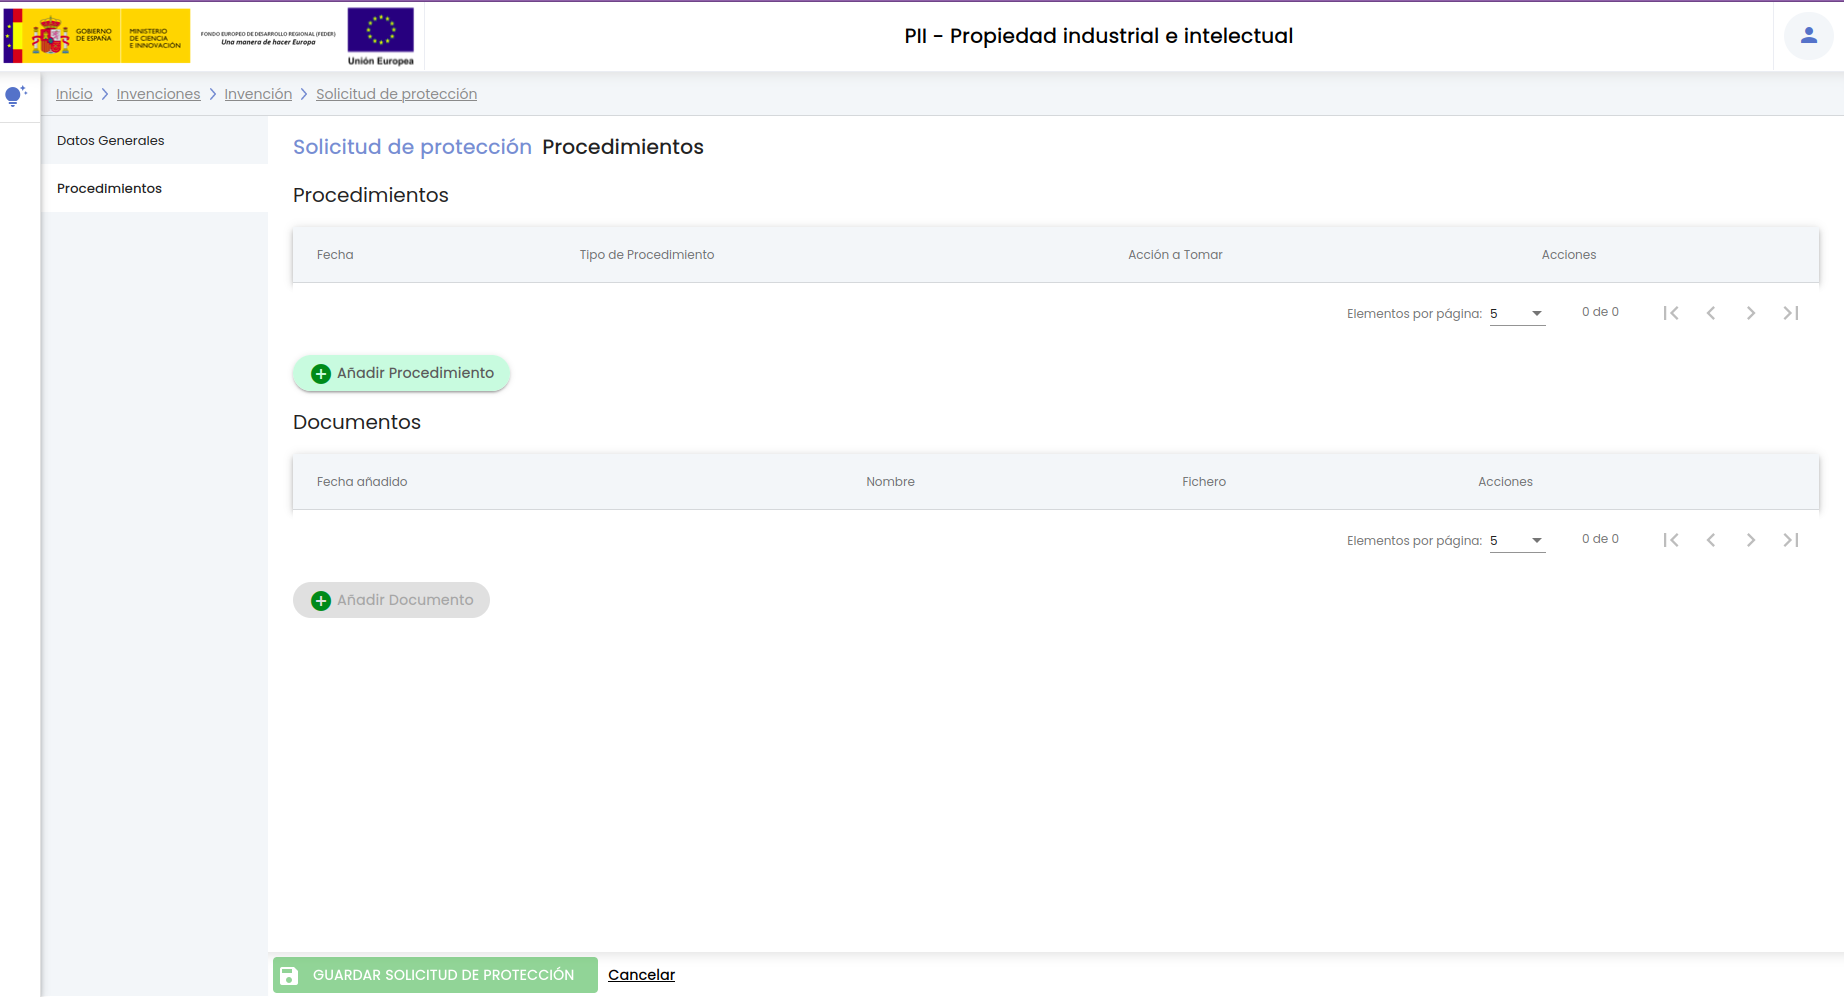 GOBIERNO
DE ESPAÑA
MINISTERIO
DE CIENCIA
E INNOVACIÓN
FONDO EUROPEO DE DESARROLLO REGIONAL (FEDER)
Una manera de hacer Europa
Unión Europea
PII - Propiedad industrial e intelectual
Inicio > Invenciones > Invención > Solicitud de protección
Datos Generales
Procedimientos
Solicitud de protección Procedimientos
Procedimientos
Fecha Tipo de Procedimiento Acción a Tomar Acciones
Elementos por página: 5 0 de 0
Añadir Procedimiento
Documentos
Fecha añadido Nombre Fichero Acciones
Elementos por página: 5 0 de 0
Añadir Documento
GUARDAR SOLICITUD DE PROTECCIÓN Cancelar